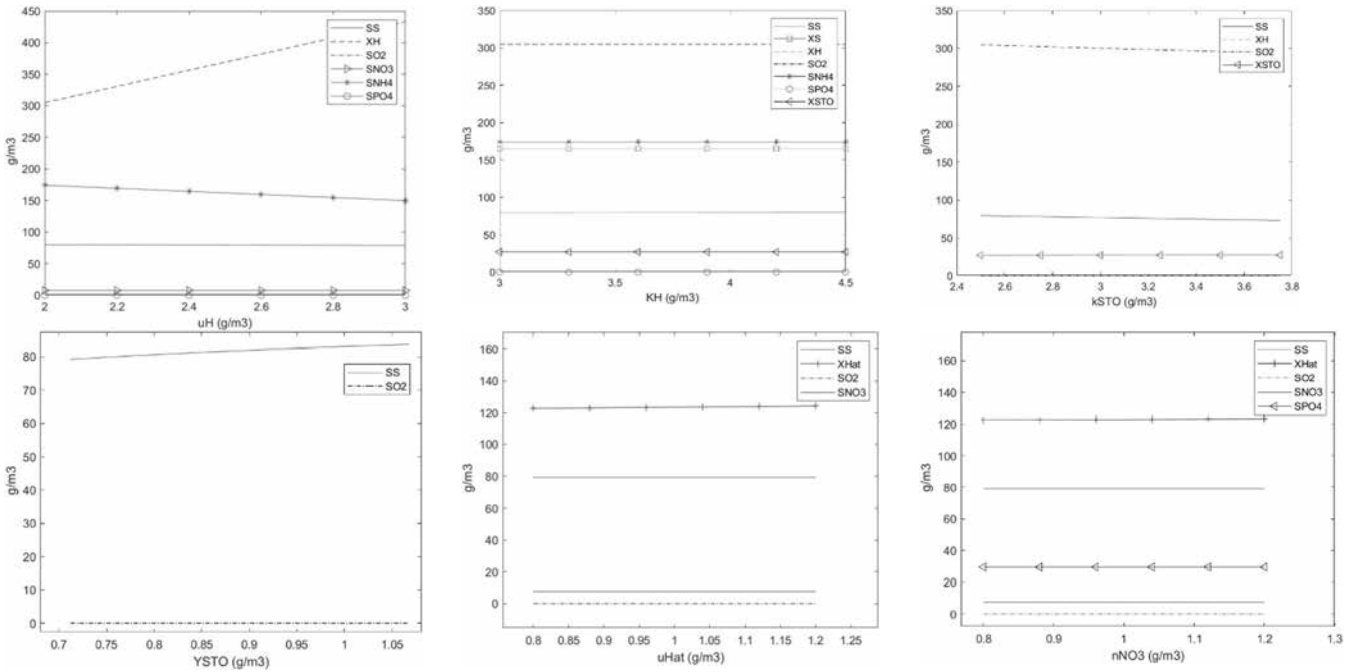 450
400
350
300
250
200
150
100
50
0
g/m3
SS
XH
SO2
SNO3
SNH4
SPO4
2 2.2 2.4 2.6 2.8 3
uH (g/m3)
350
300
250
200
150
100
50
0
g/m3
SS
XS
XH
SO2
SNH4
SPO4
XSTO
3 3.5 4 4.5
KH (g/m3)
350
300
250
200
150
100
50
0
g/m3
SS
XH
SO2
XSTO
2.4 2.6 2.8 3 3.2 3.4 3.6 3.8
kSTO (g/m3)
80
70
60
50
40
30
20
10
0
g/m3
SS
SO2
0.7 0.75 0.8 0.85 0.9 0.95 1 1.05
YSTO (g/m3)
160
140
120
100
80
60
40
20
0
g/m3
SS
XHat
SO2
SNO3
0.8 0.85 0.9 0.95 1 1.05 1.1 1.15 1.2 1.25
uHat (g/m3)
160
140
120
100
80
60
40
20
0
g/m3
SS
XHat
SO2
SNO3
SPO4
0.8 0.9 1 1.1 1.2 1.3
nNO3 (g/m3)